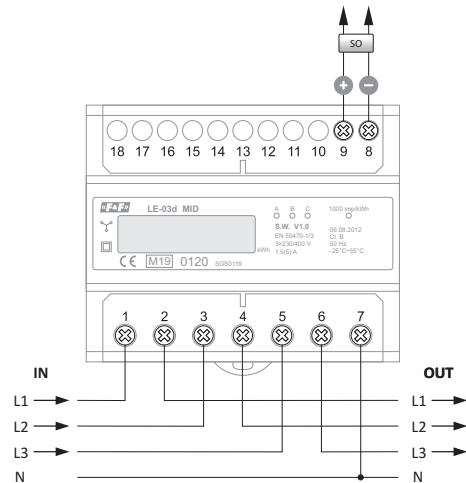 SO
+ −
18 17 16 15 14 13 12 11 10 9 8
F&F
LE-03d MID
A B C
1000 imp/kWh
S.W. V1.0
EN 50470-1/3
3×230/400 V
1.5(5) A
06.08.2012
Cl. B
50 Hz
-25°C÷55°C
kWh
CE M19 0120 SGS0119
1 2 3 4 5 6 7
IN OUT
L1 L1
L2 L2
L3 L3
N N